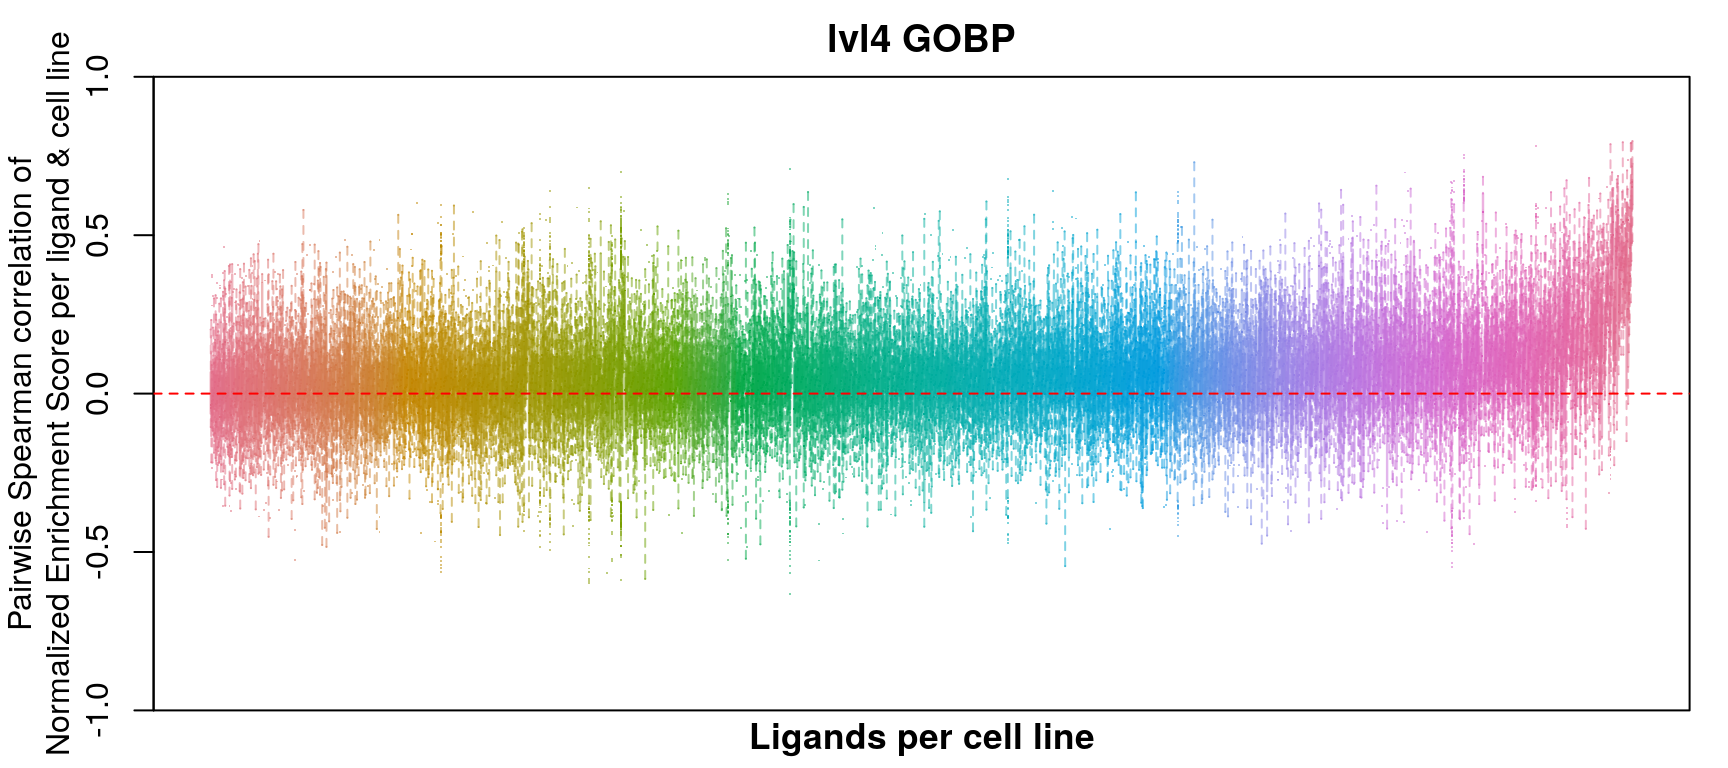 lvl4 GOBP
Pairwise Spearman correlation of
Normalized Enrichment Score per ligand & cell line
1.0
0.5
0.0
-0.5
-1.0
Ligands per cell line